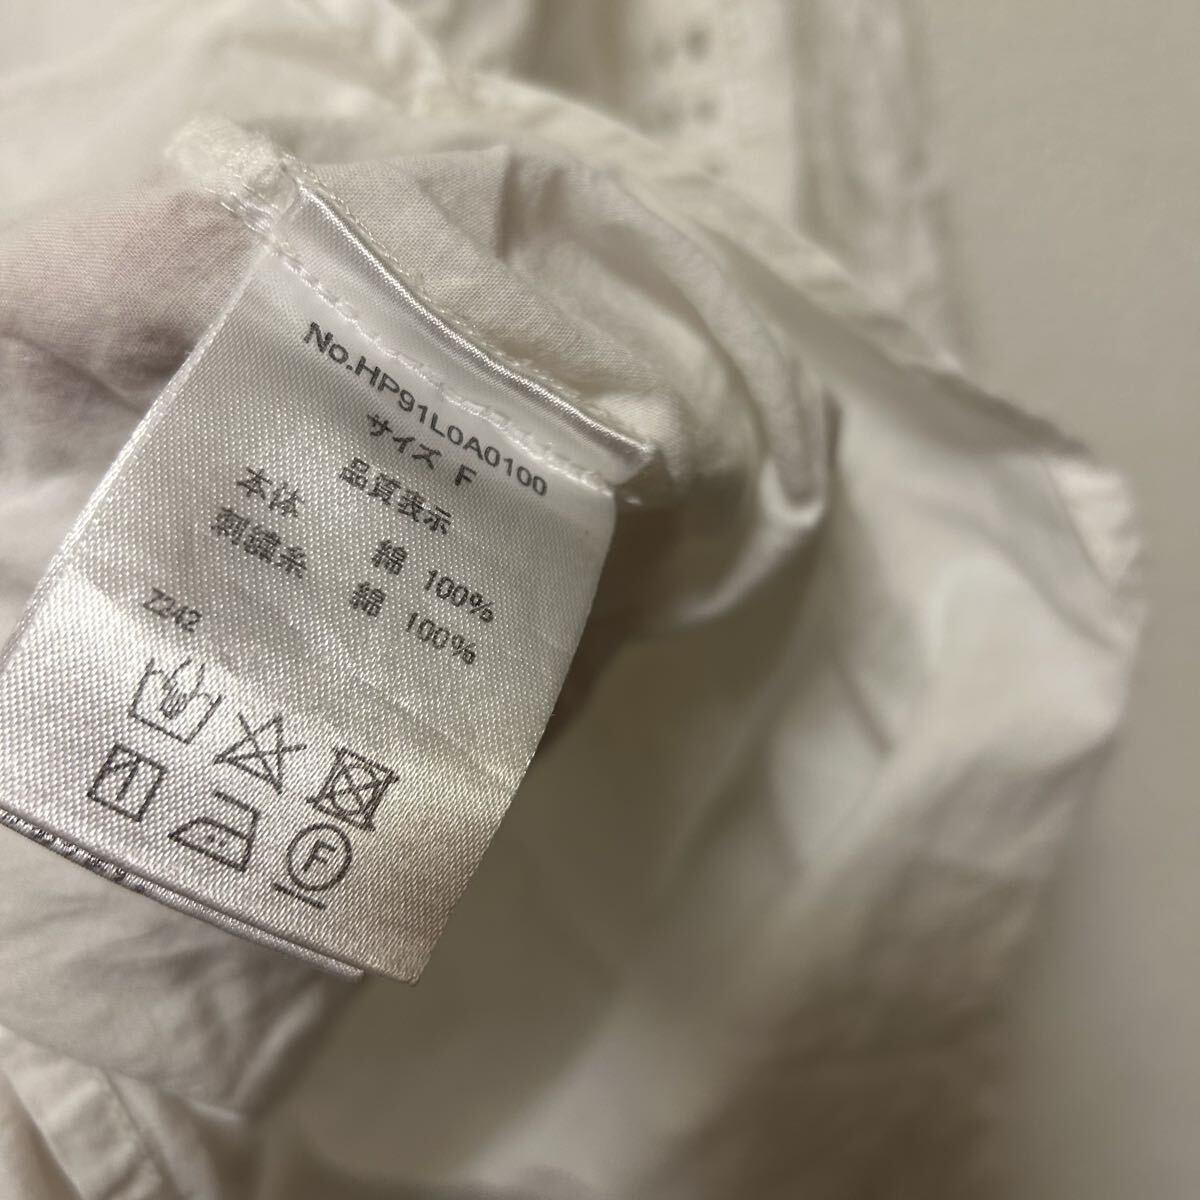 No.HP91L0A0100
サイズ F
品質表示
本体 綿 100%
刺繍糸 綿 100%
Z242
F